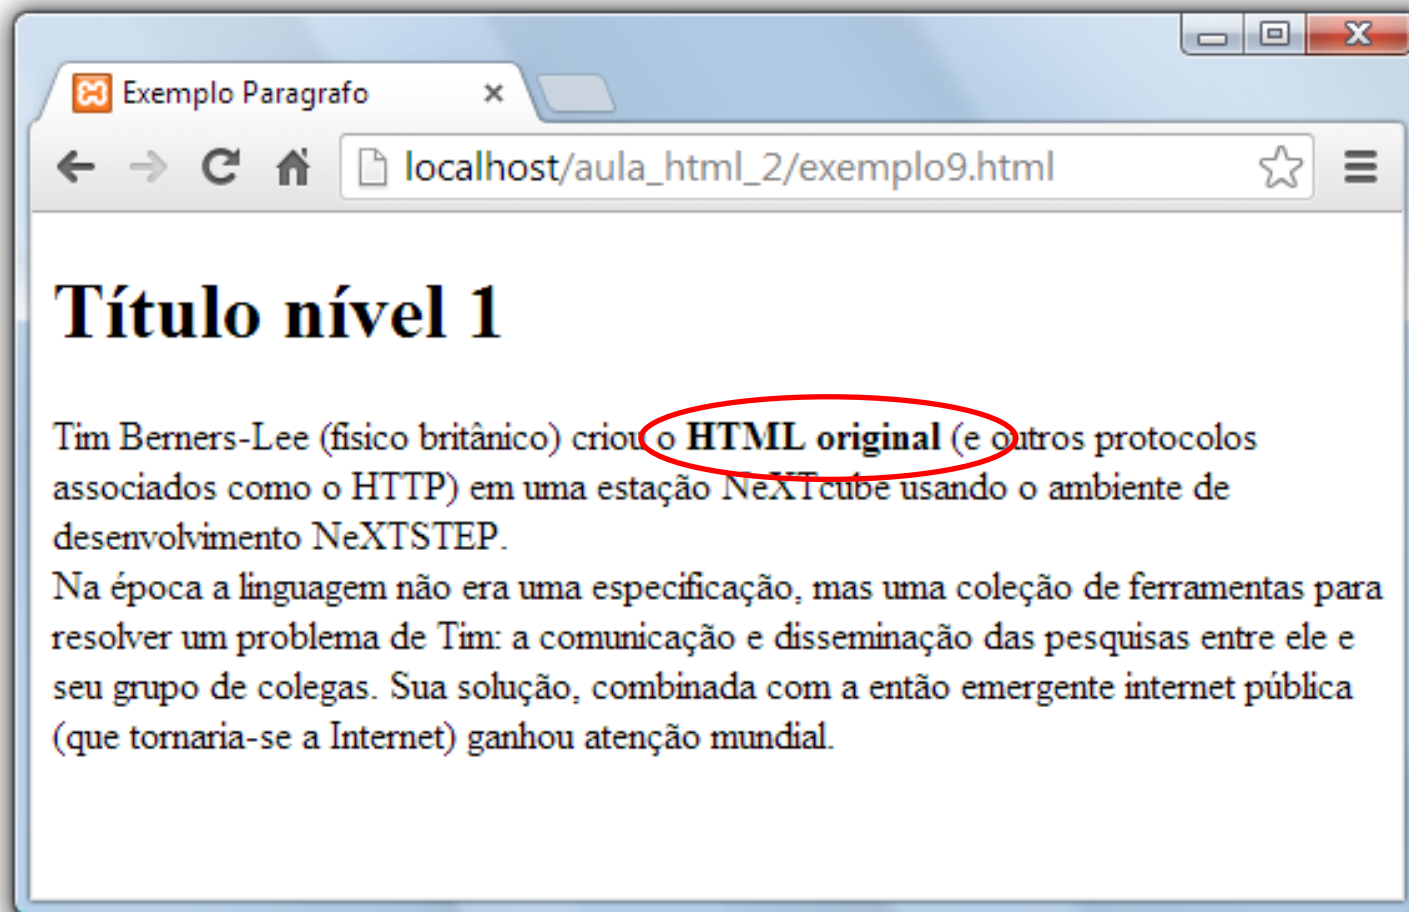 Exemplo Paragrafo
localhost/aula_html_2/exemplo9.html
Título nível 1
Tim Berners-Lee (físico britânico) criou o HTML original (e outros protocolos
associados como o HTTP) em uma estação NeXTcube usando o ambiente de
desenvolvimento NeXTSTEP.
Na época a linguagem não era uma especificação, mas uma coleção de ferramentas para
resolver um problema de Tim: a comunicação e disseminação das pesquisas entre ele e
seu grupo de colegas. Sua solução, combinada com a então emergente internet pública
(que tornaria-se a Internet) ganhou atenção mundial.